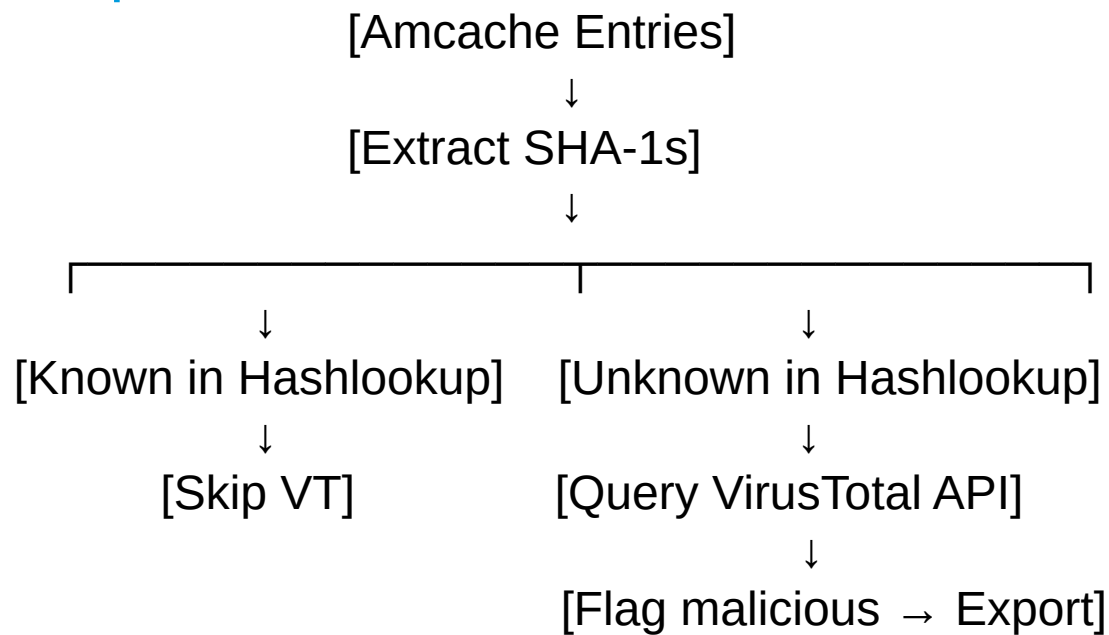 [Amcache Entries]
↓
[Extract SHA-1s]
↓
↓ ↓
[Known in Hashlookup] [Unknown in Hashlookup]
↓ ↓
[Skip VT] [Query VirusTotal API]
↓
[Flag malicious → Export]